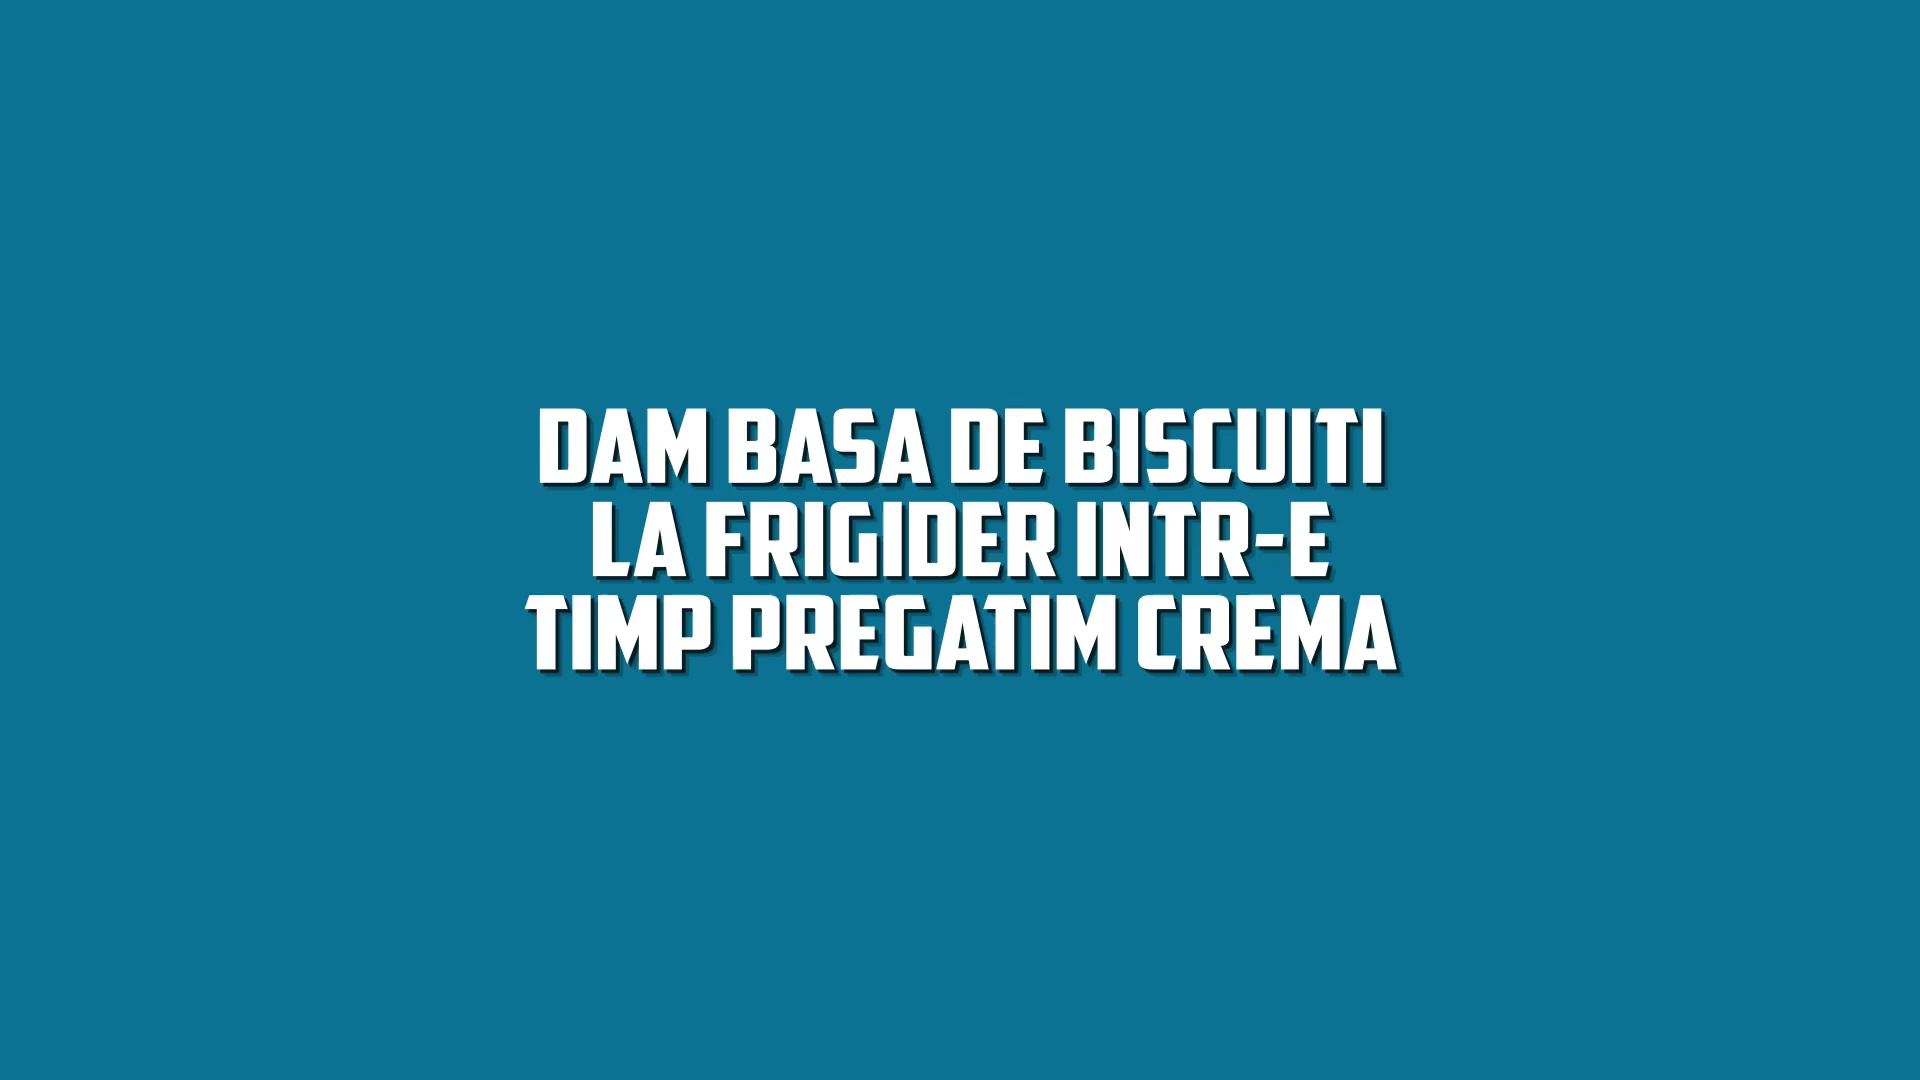 DAM BASA DE BISCUITI
LA FRIGIDER INTR-E
TIMP PREGATIM CREMA